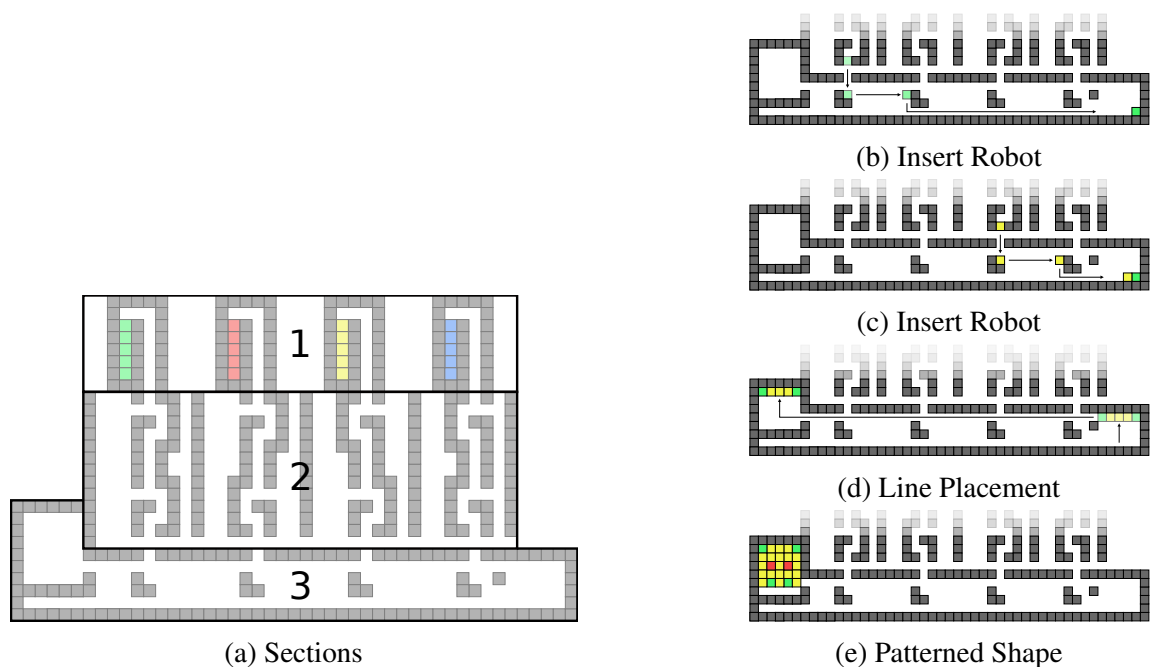 (b) Insert Robot
(c) Insert Robot
1
2
(d) Line Placement
3
(a) Sections
(e) Patterned Shape